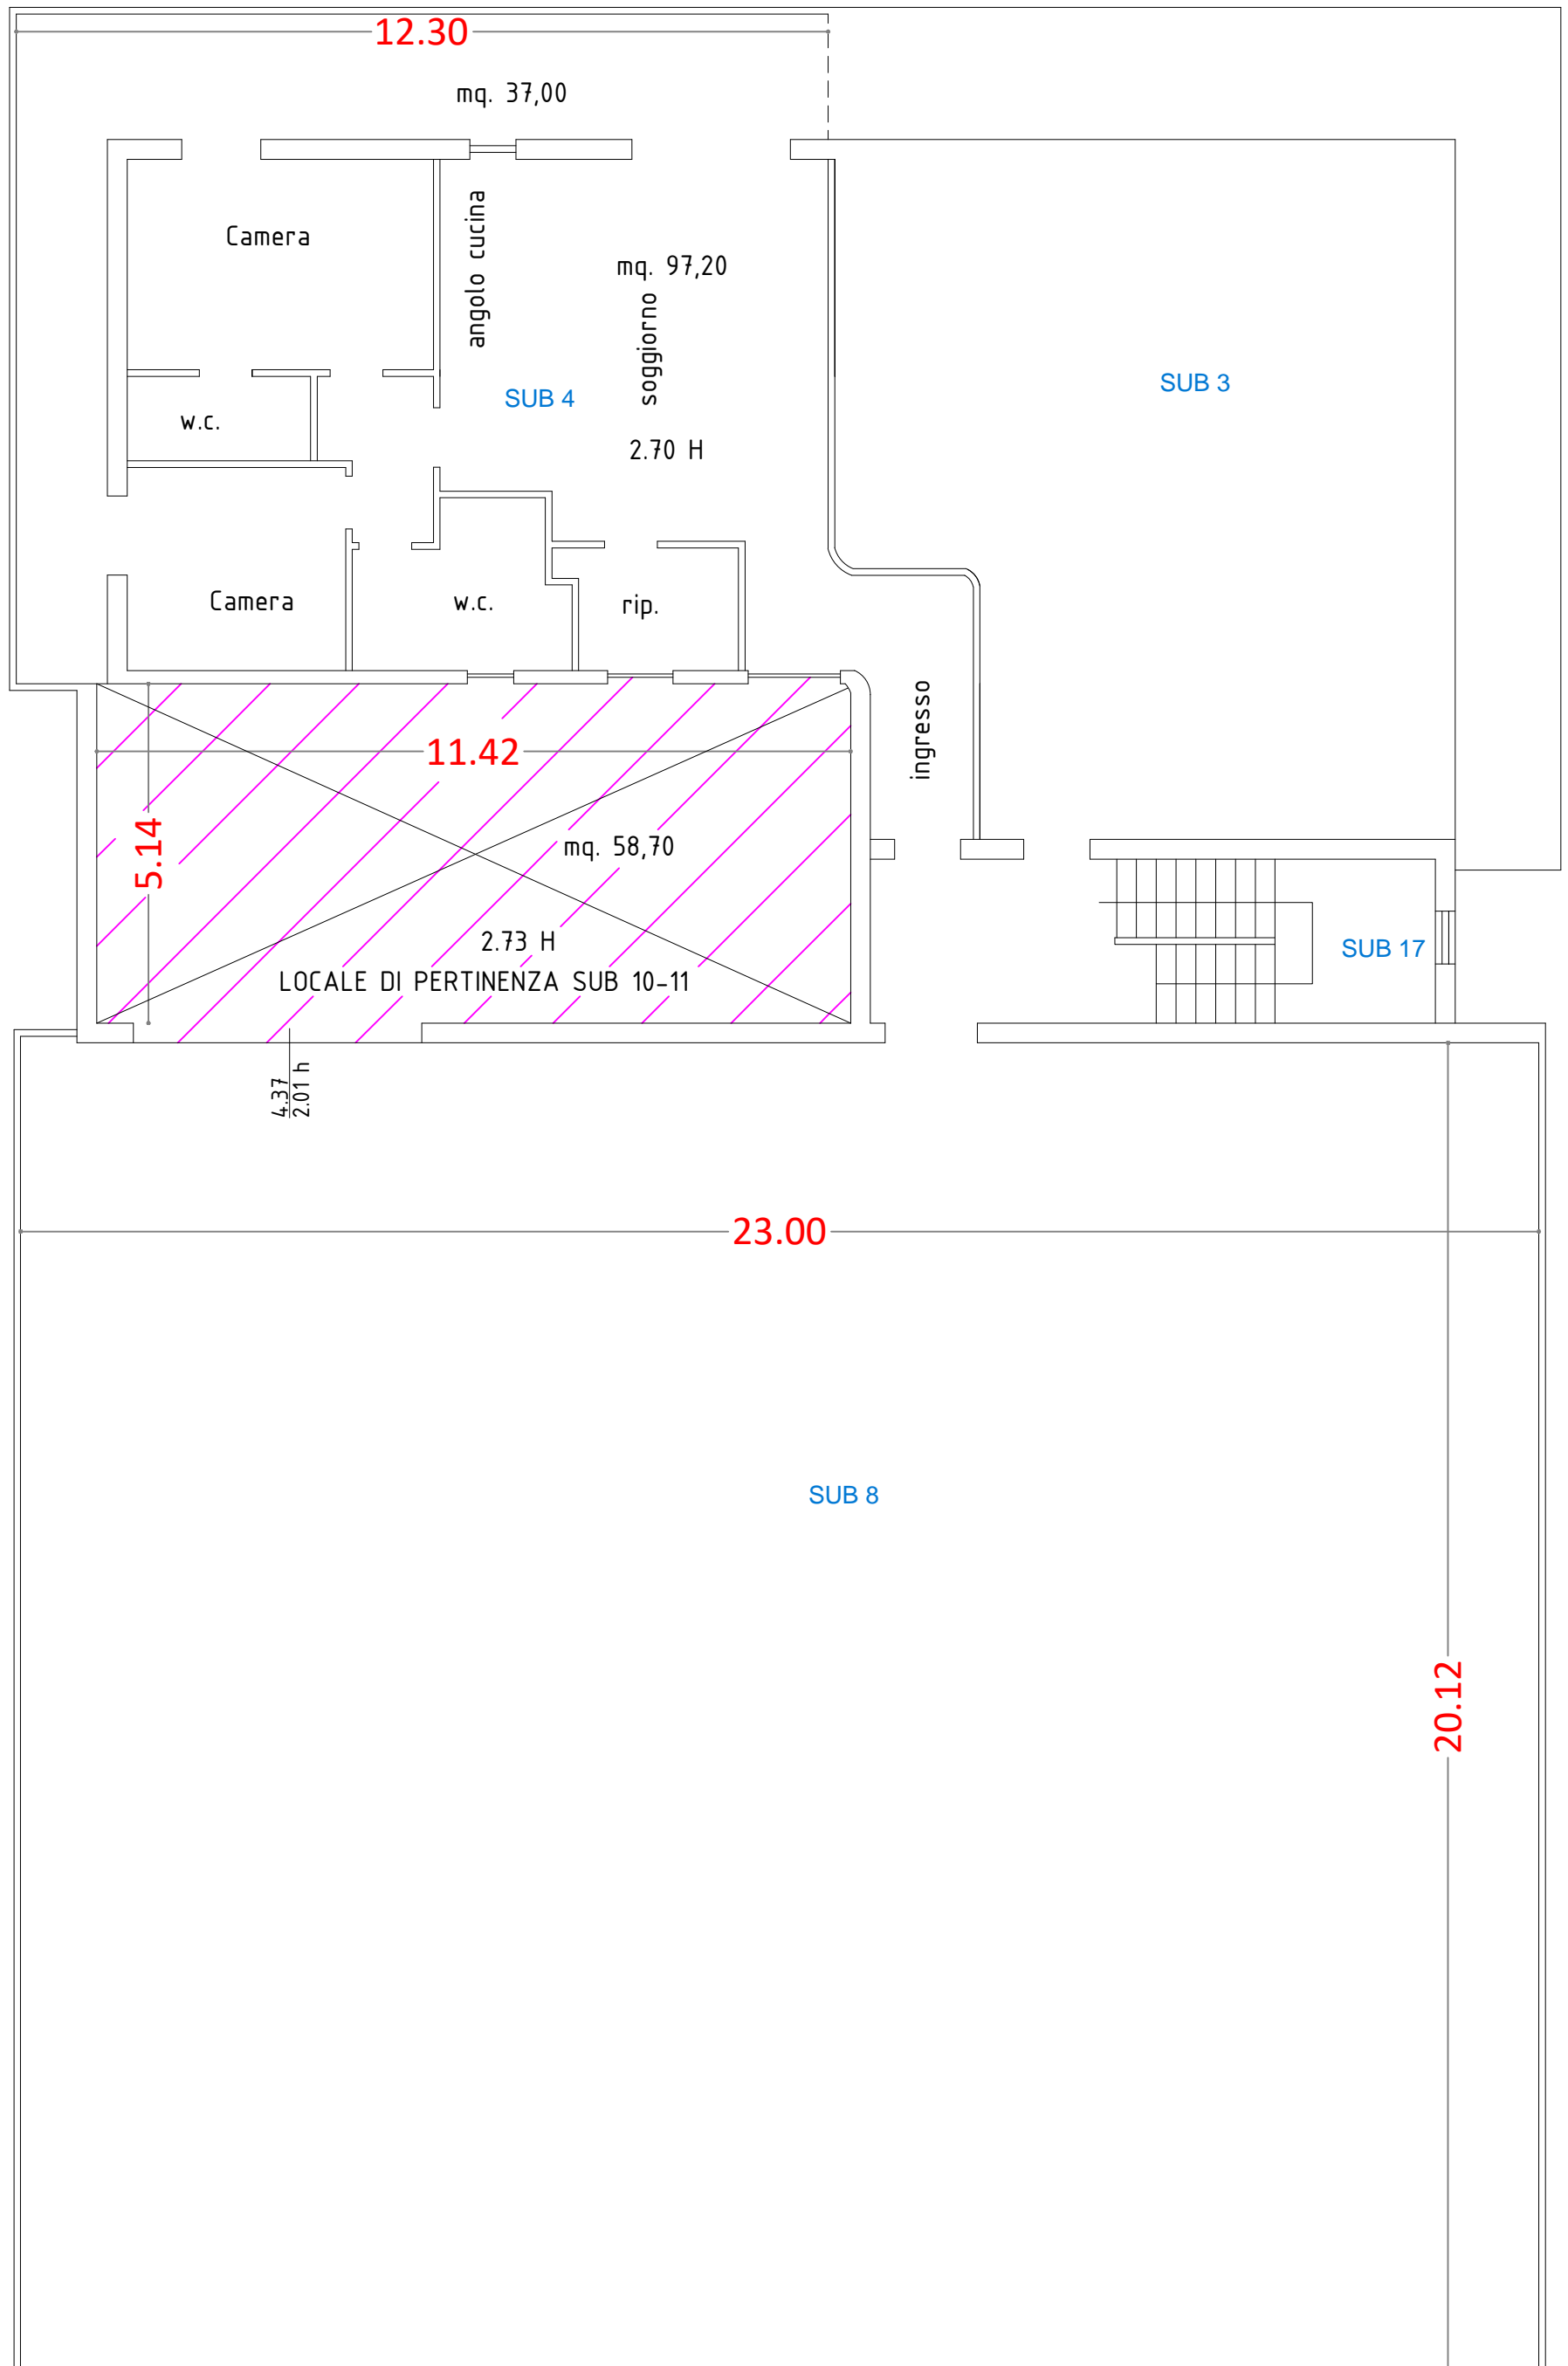 12.30
mq. 37,00
Camera
angolo cucina
mq. 97,20
soggiorno
SUB 3
SUB 4
w.c.
2.70 H
Camera
w.c.
rip.
ingresso
11.42
5.14
mq. 58,70
2.73 H
SUB 17
LOCALE DI PERTINENZA SUB 10-11
4.37
2.01 h
23.00
SUB 8
20.12